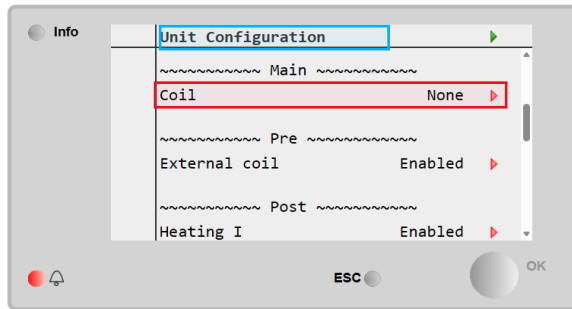 Info
Unit Configuration
~~~~~~~~~~~ Main ~~~~~~~~~~~
Coil None
~~~~~~~~~~~ Pre ~~~~~~~~~~~~
External coil Enabled
~~~~~~~~~~~ Post ~~~~~~~~~~~
Heating I Enabled
ESC
OK